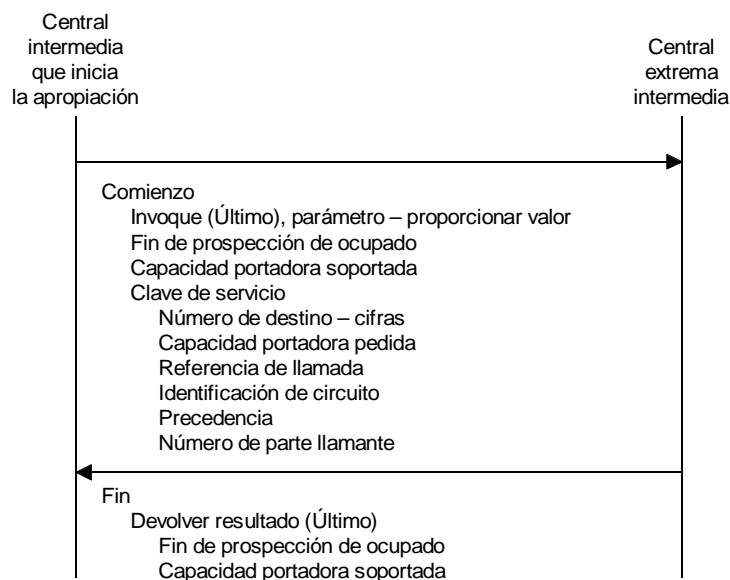 Central
intermedia
que inicia
la apropiación
Central
extrema
intermedia
Comienzo
Invoque (Último), parámetro – proporcionar valor
Fin de prospección de ocupado
Capacidad portadora soportada
Clave de servicio
Número de destino – cifras
Capacidad portadora pedida
Referencia de llamada
Identificación de circuito
Precedencia
Número de parte llamante
Fin
Devolver resultado (Último)
Fin de prospección de ocupado
Capacidad portadora soportada